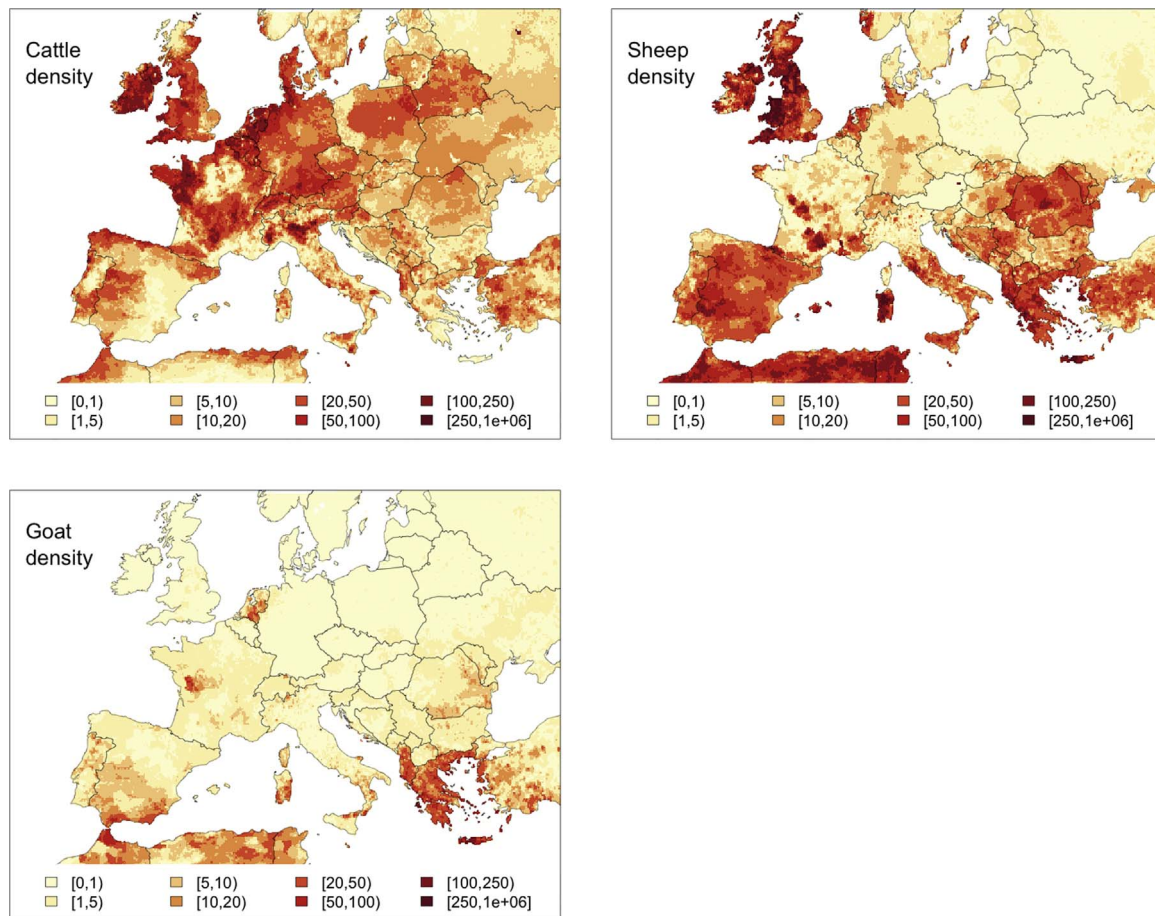 Cattle
density
[0,1) [5,10) [20,50) [100,250)
[1,5) [10,20) [50,100) [250,1e+06]
Sheep
density
[0,1) [5,10) [20,50) [100,250)
[1,5) [10,20) [50,100) [250,1e+06]
Goat
density
[0,1) [5,10) [20,50) [100,250)
[1,5) [10,20) [50,100) [250,1e+06]